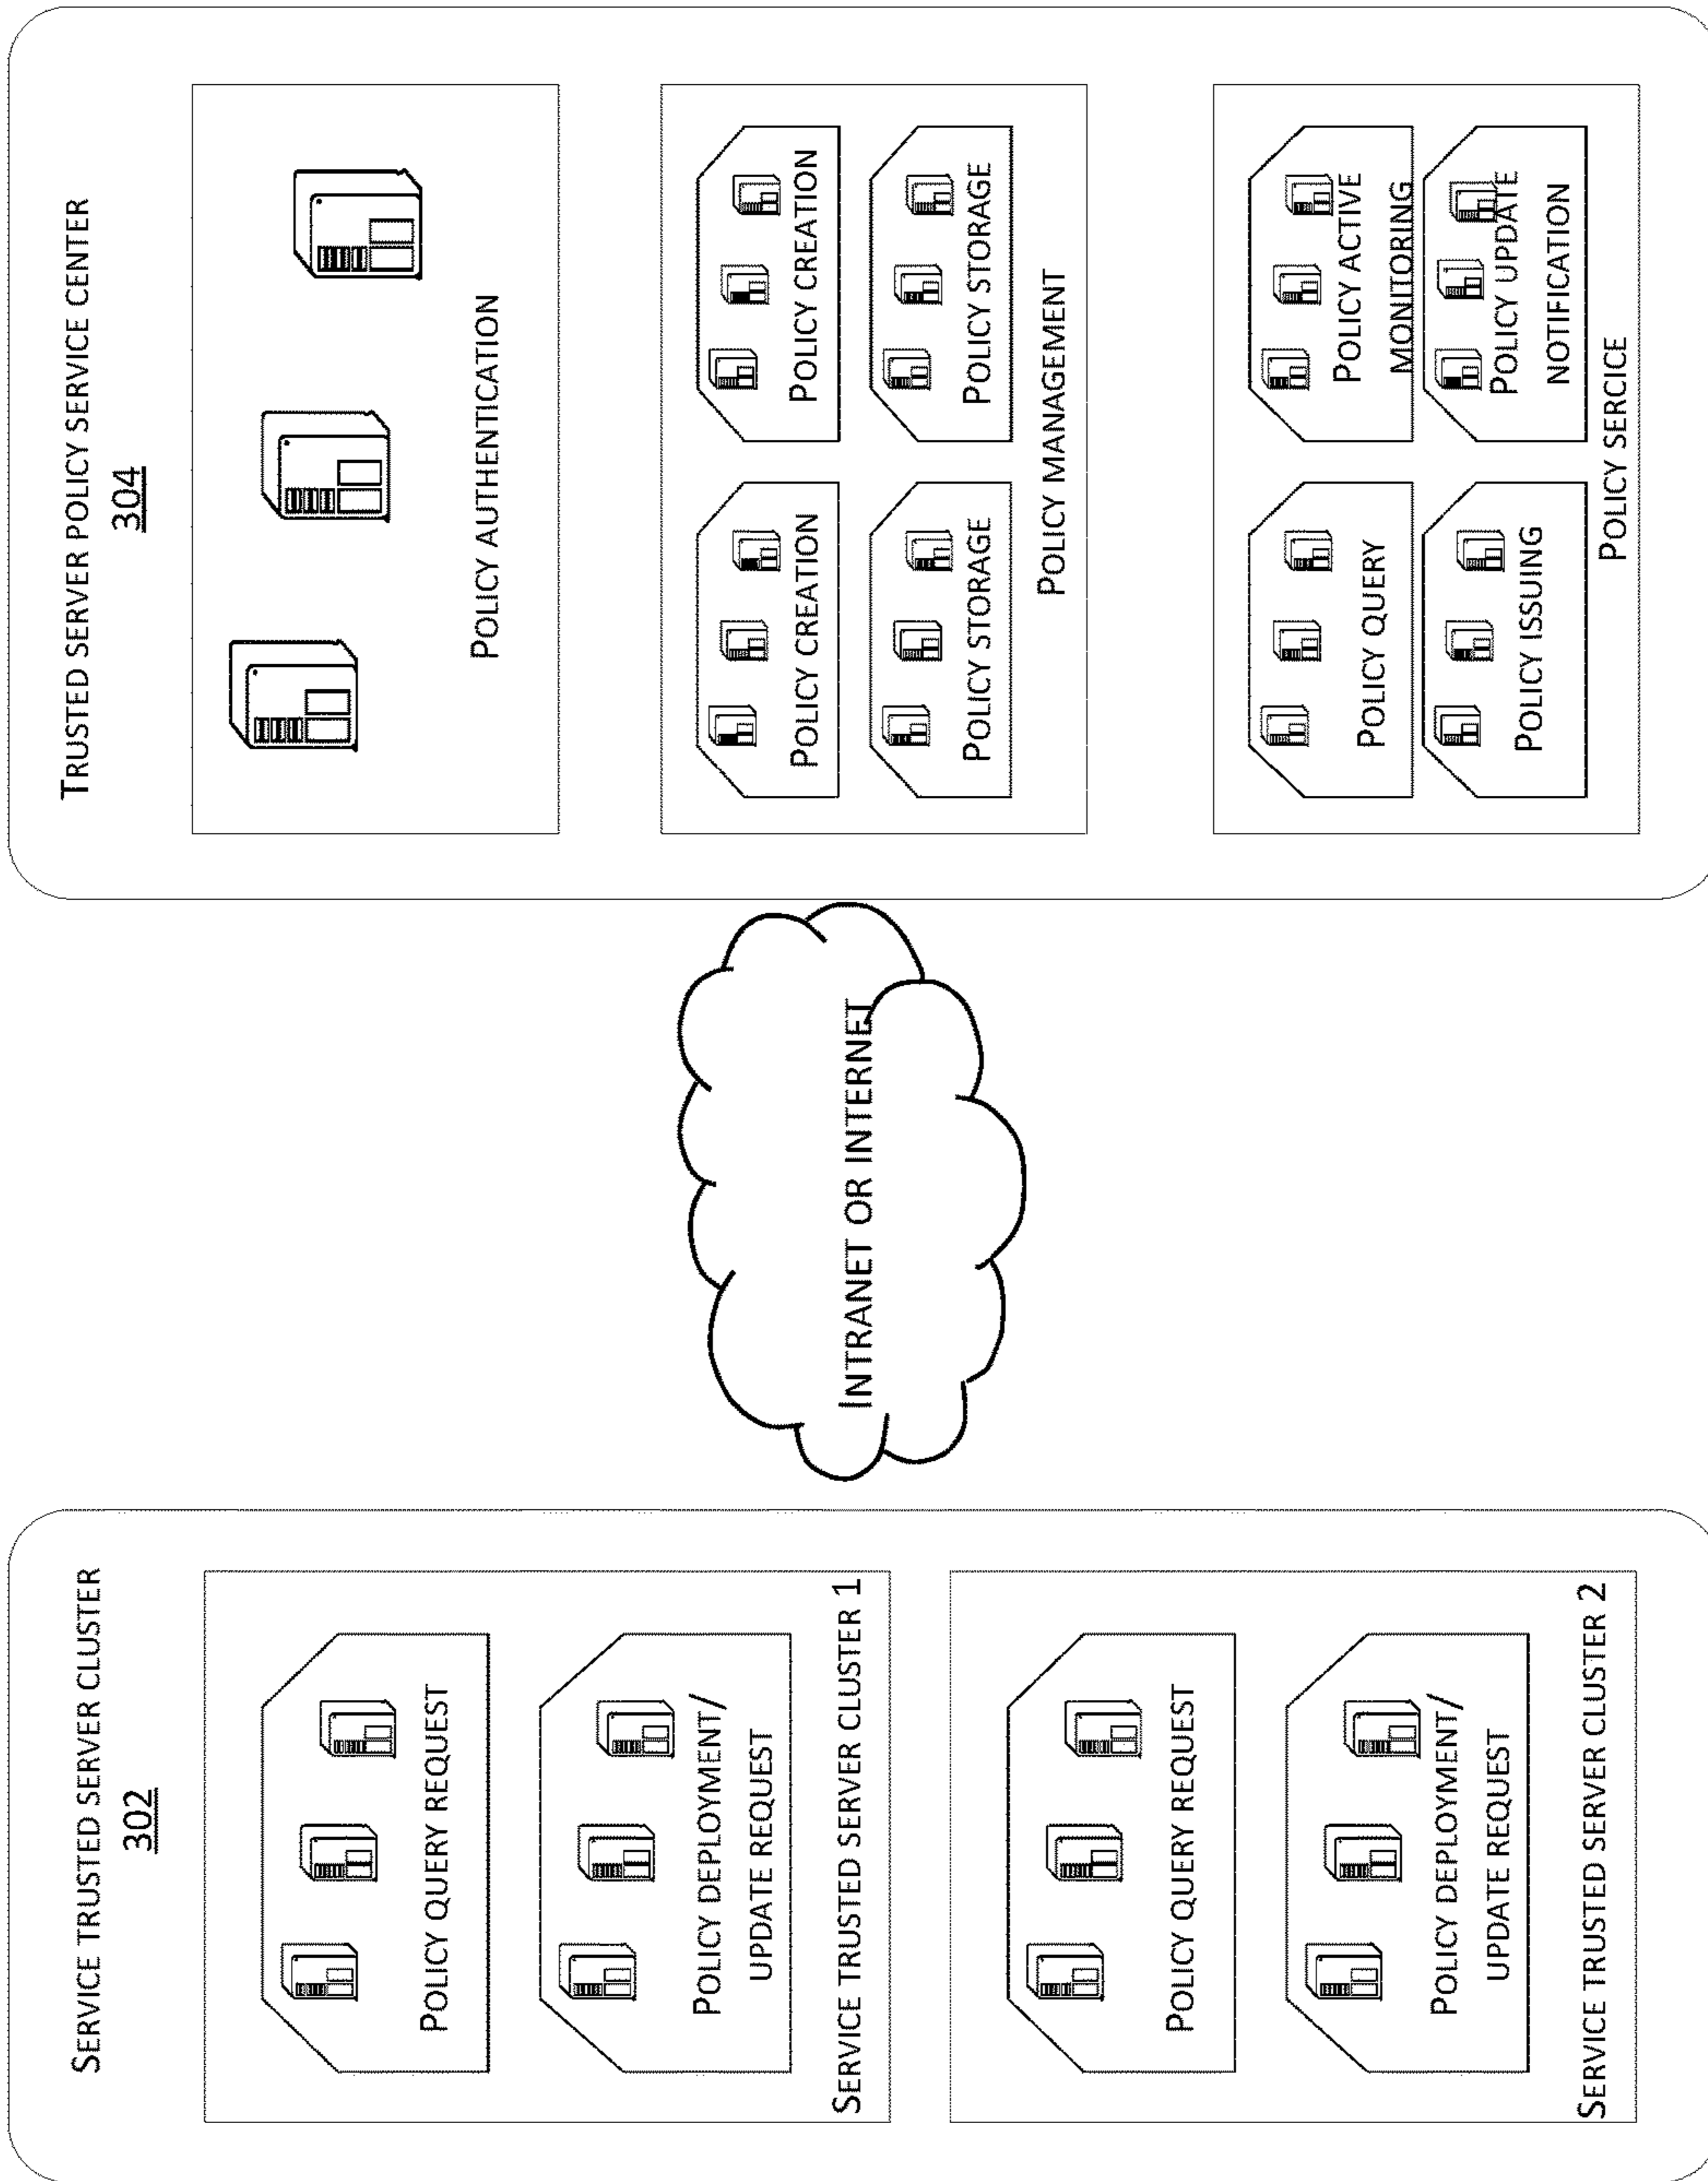 SERVICE TRUSTED SERVER CLUSTER
302
POLICY QUERY REQUEST
POLICY DEPLOYMENT/
UPDATE REQUEST
SERVICE TRUSTED SERVER CLUSTER 1
POLICY QUERY REQUEST
POLICY DEPLOYMENT/
UPDATE REQUEST
SERVICE TRUSTED SERVER CLUSTER 2
INTRANET OR INTERNET
TRUSTED SERVER POLICY SERVICE CENTER
304
POLICY AUTHENTICATION
POLICY CREATION
POLICY CREATION
POLICY STORAGE
POLICY STORAGE
POLICY MANAGEMENT
POLICY QUERY
POLICY ACTIVE
MONITORING
POLICY ISSUING
POLICY UPDATE
NOTIFICATION
POLICY SERCICE